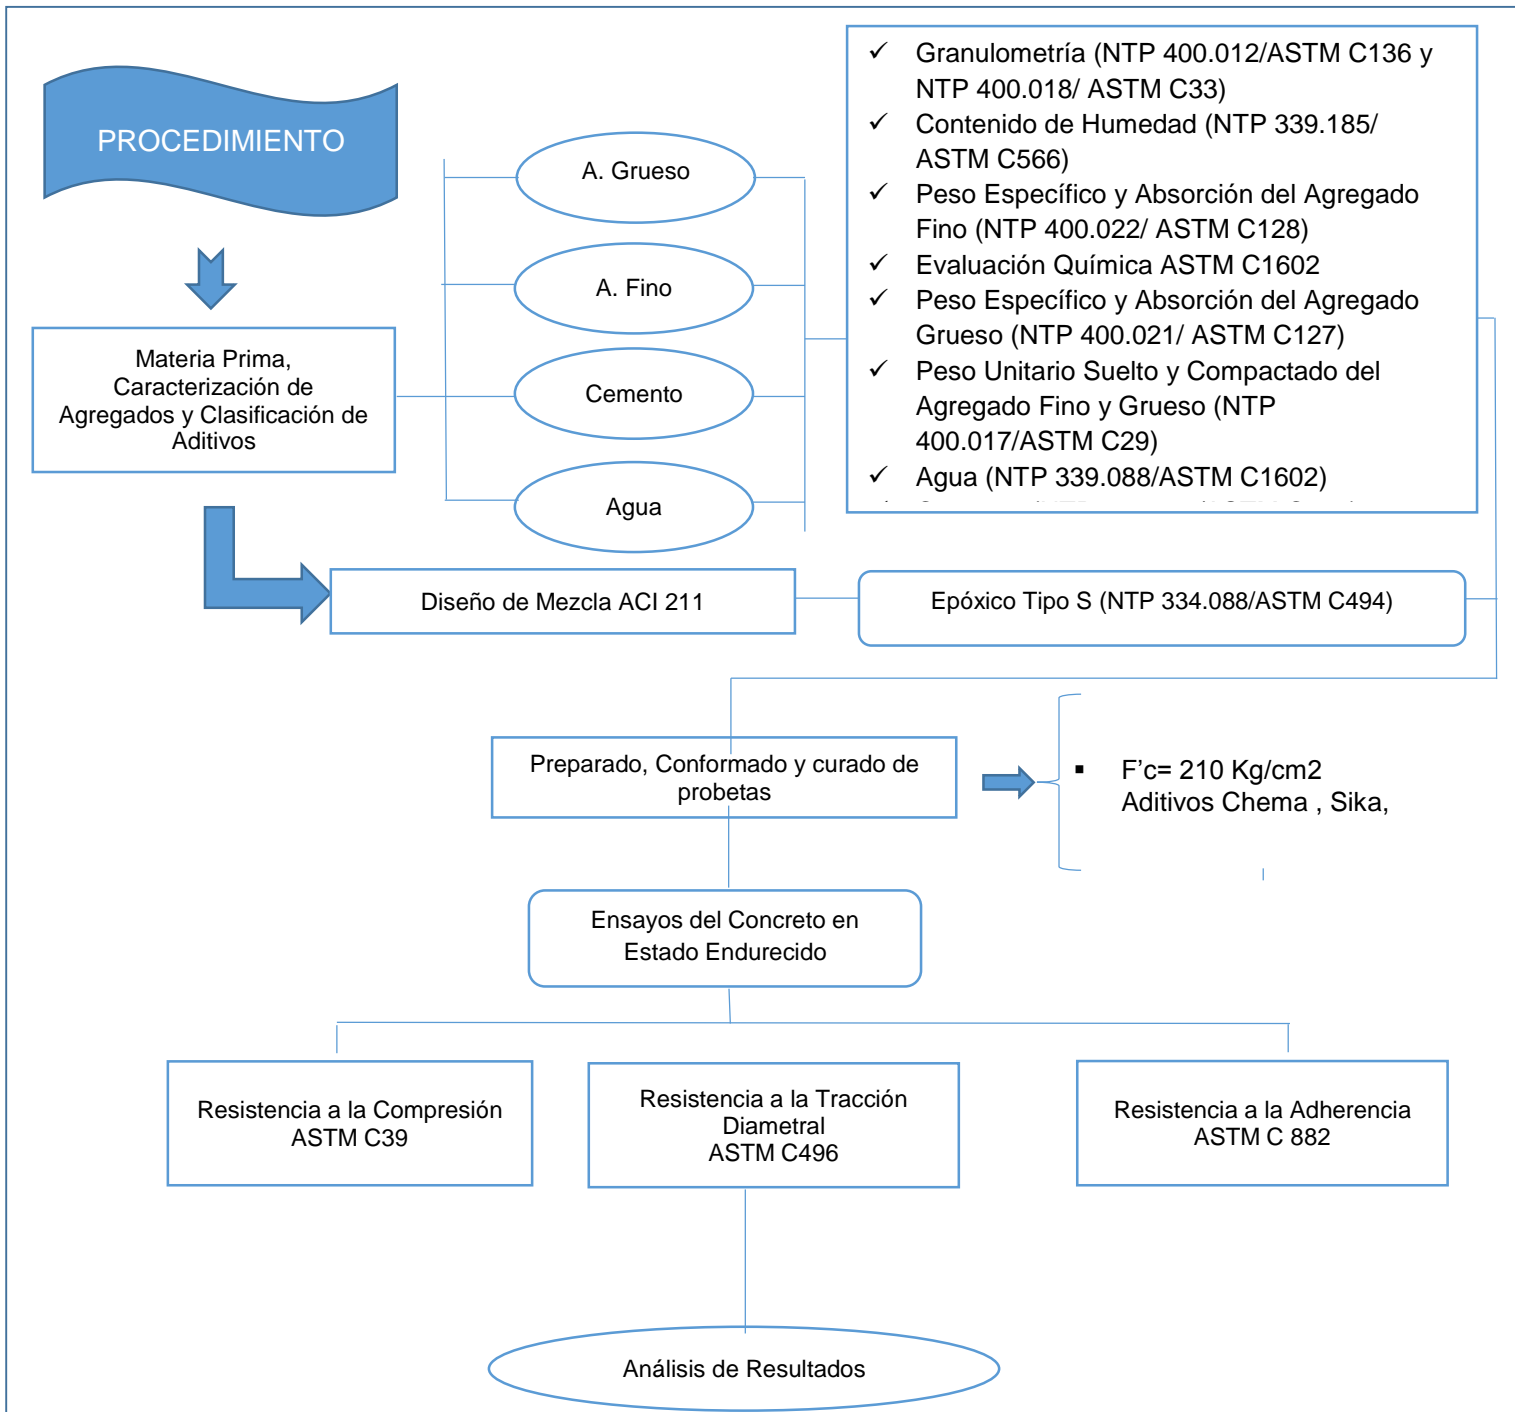 PROCEDIMIENTO
Materia Prima,
Caracterización de
Agregados y Clasificación de
Aditivos
A. Grueso
A. Fino
Cemento
Agua
✓ Granulometría (NTP 400.012/ASTM C136 y
NTP 400.018/ ASTM C33)
✓ Contenido de Humedad (NTP 339.185/
ASTM C566)
✓ Peso Específico y Absorción del Agregado
Fino (NTP 400.022/ ASTM C128)
✓ Evaluación Química ASTM C1602
✓ Peso Específico y Absorción del Agregado
Grueso (NTP 400.021/ ASTM C127)
✓ Peso Unitario Suelto y Compactado del
Agregado Fino y Grueso (NTP
400.017/ASTM C29)
✓ Agua (NTP 339.088/ASTM C1602)
Diseño de Mezcla ACI 211
Epóxico Tipo S (NTP 334.088/ASTM C494)
Preparado, Conformado y curado de
probetas
▪ F’c= 210 Kg/cm2
Aditivos Chema , Sika,
Ensayos del Concreto en
Estado Endurecido
Resistencia a la Compresión
ASTM C39
Resistencia a la Tracción
Diametral
ASTM C496
Resistencia a la Adherencia
ASTM C 882
Análisis de Resultados